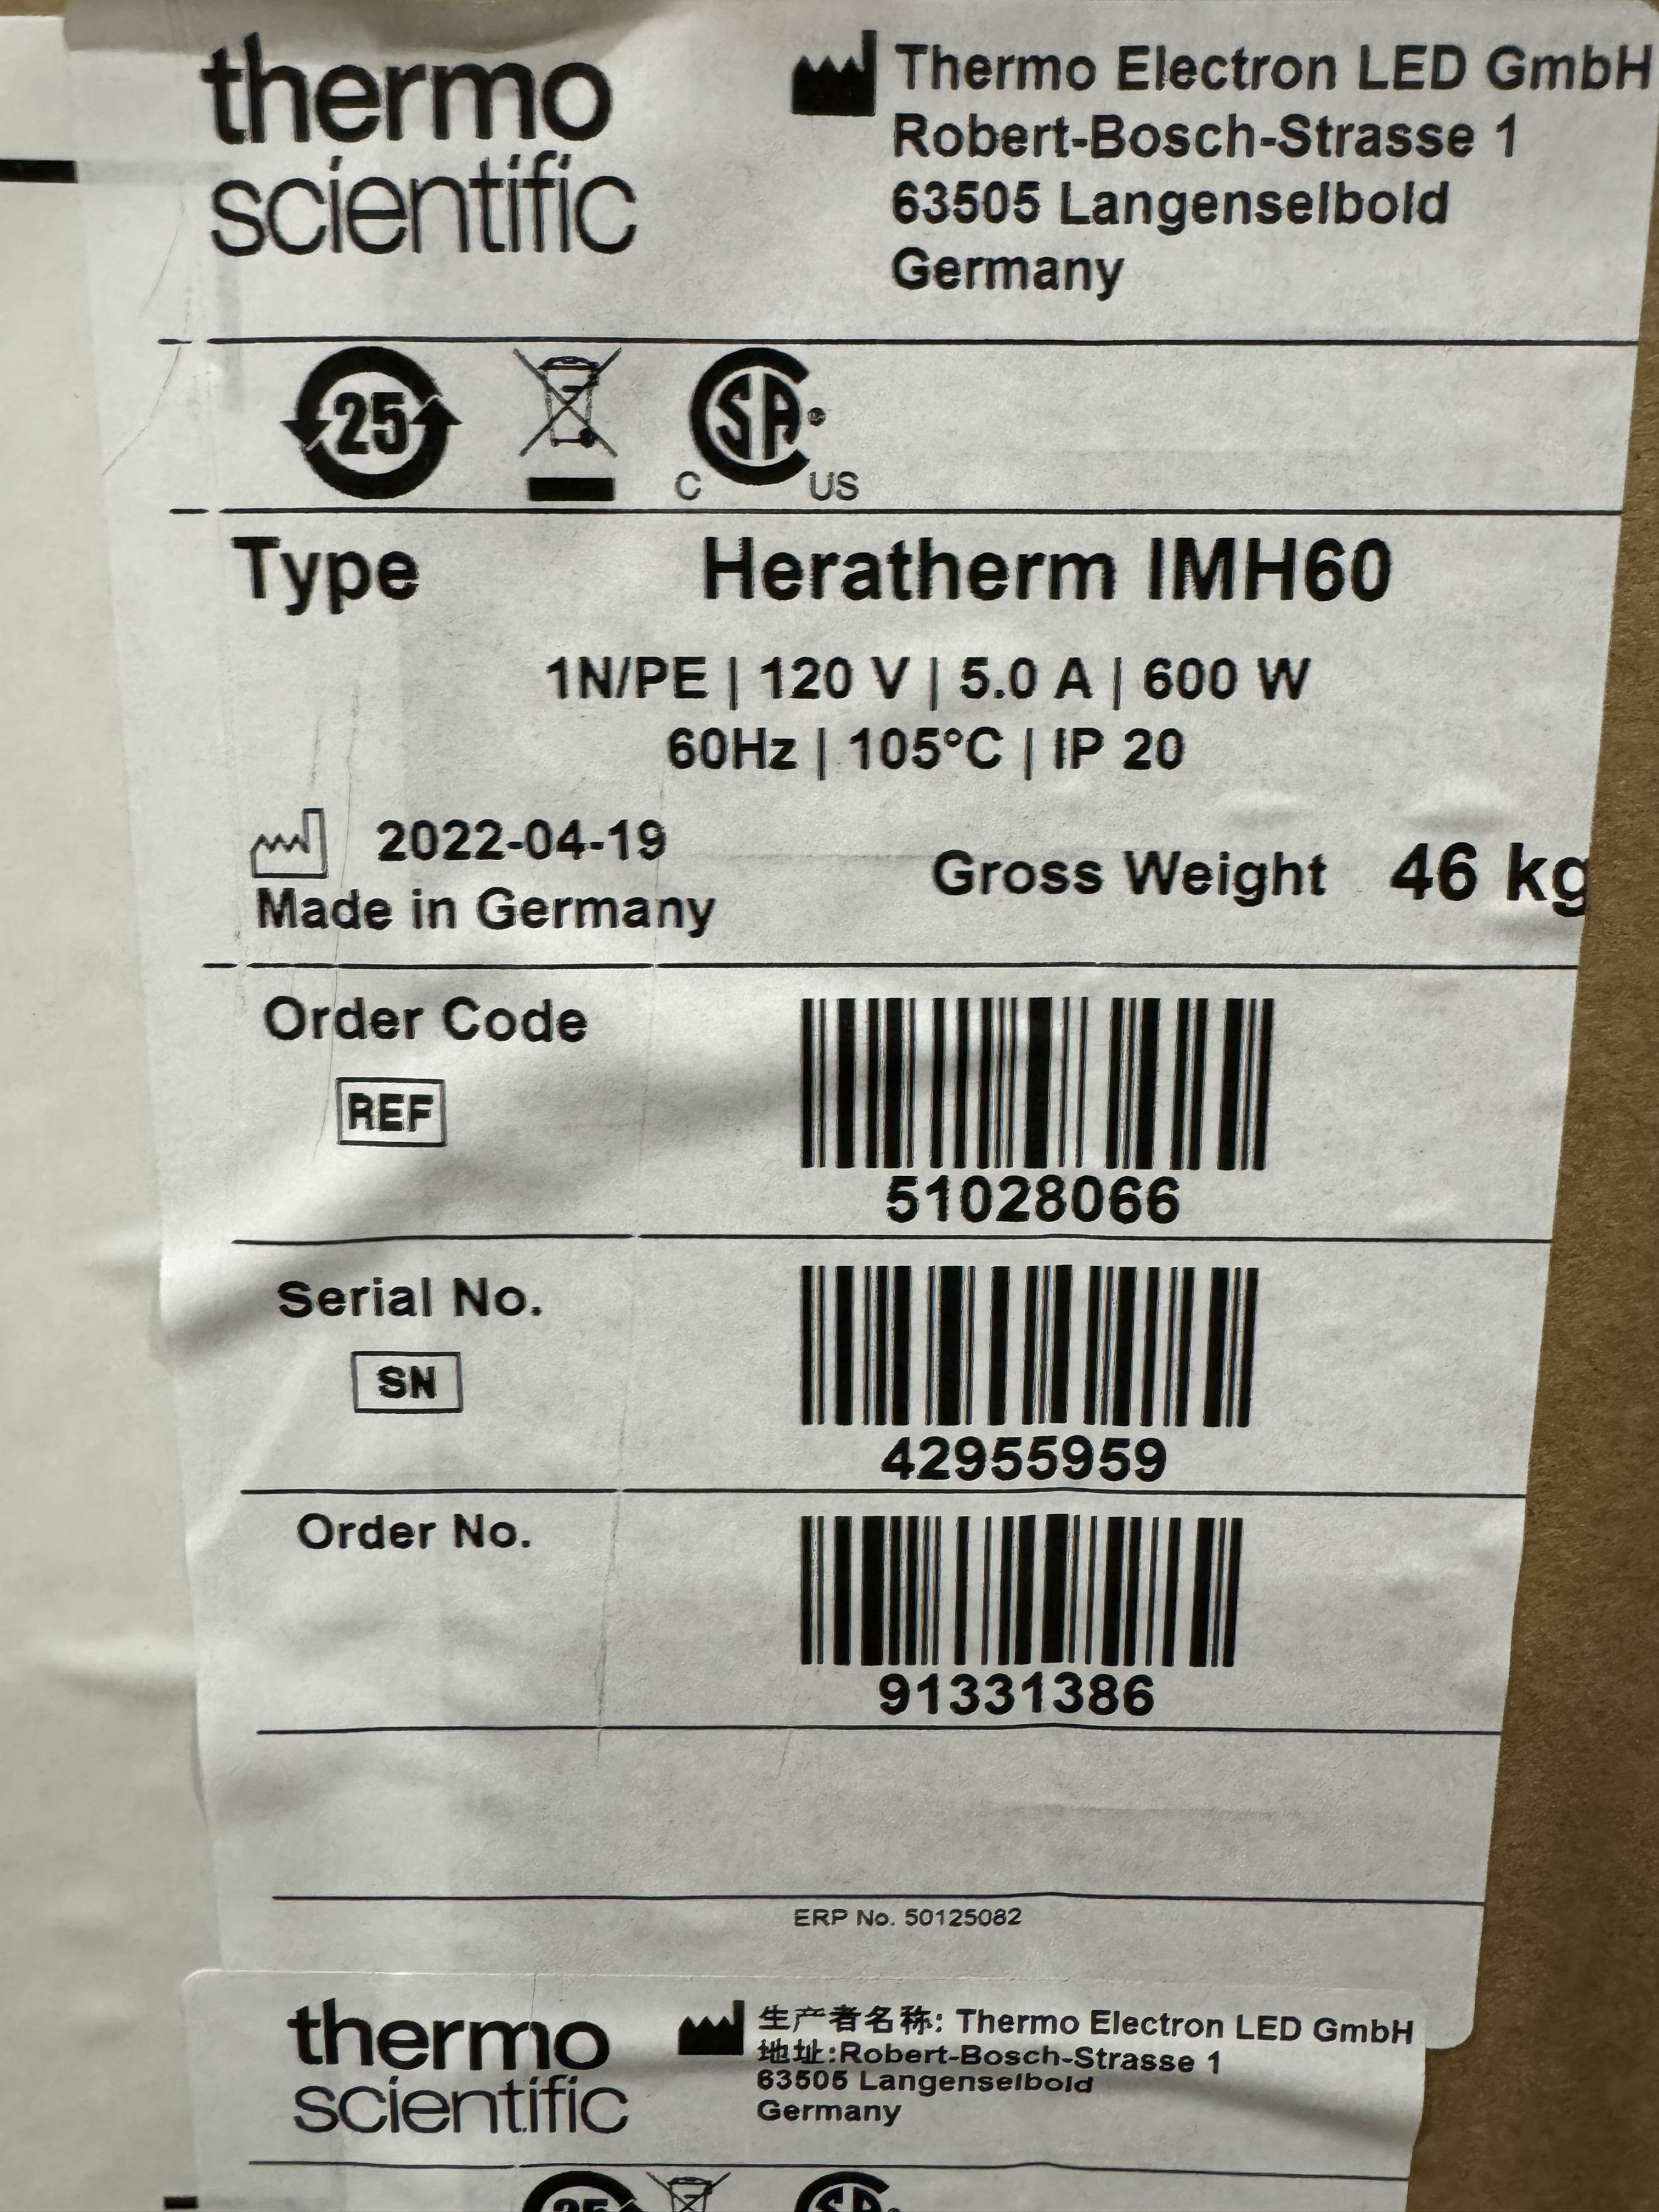 thermo
scientific
Thermo Electron LED GmbH
Robert-Bosch-Strasse 1
63505 Langenselbold
Germany
25
SA
C US
Type Heratherm IMH60
1N/PE | 120 V | 5.0 A | 600 W
60Hz | 105°C | IP 20
2022-04-19
Made in Germany
Gross Weight 46 kg
Order Code
REF
51028066
Serial No.
SN
42955959
Order No.
91331386
ERP No. 50125082
thermo
scientific
生产者名称: Thermo Electron LED GmbH
地址:Robert-Bosch-Strasse 1
63505 Langenselbold
Germany
25
SA